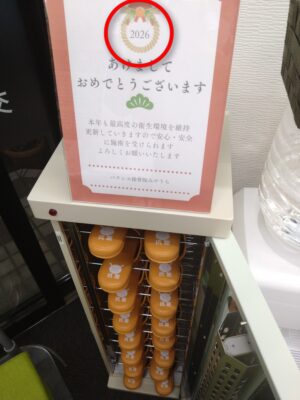 2026
あけまして
おめでとうございます
本年も最高度お衛生環境を維持
更新していきますので安心・安全
に施術を受けられます
よろしくお願いいたします